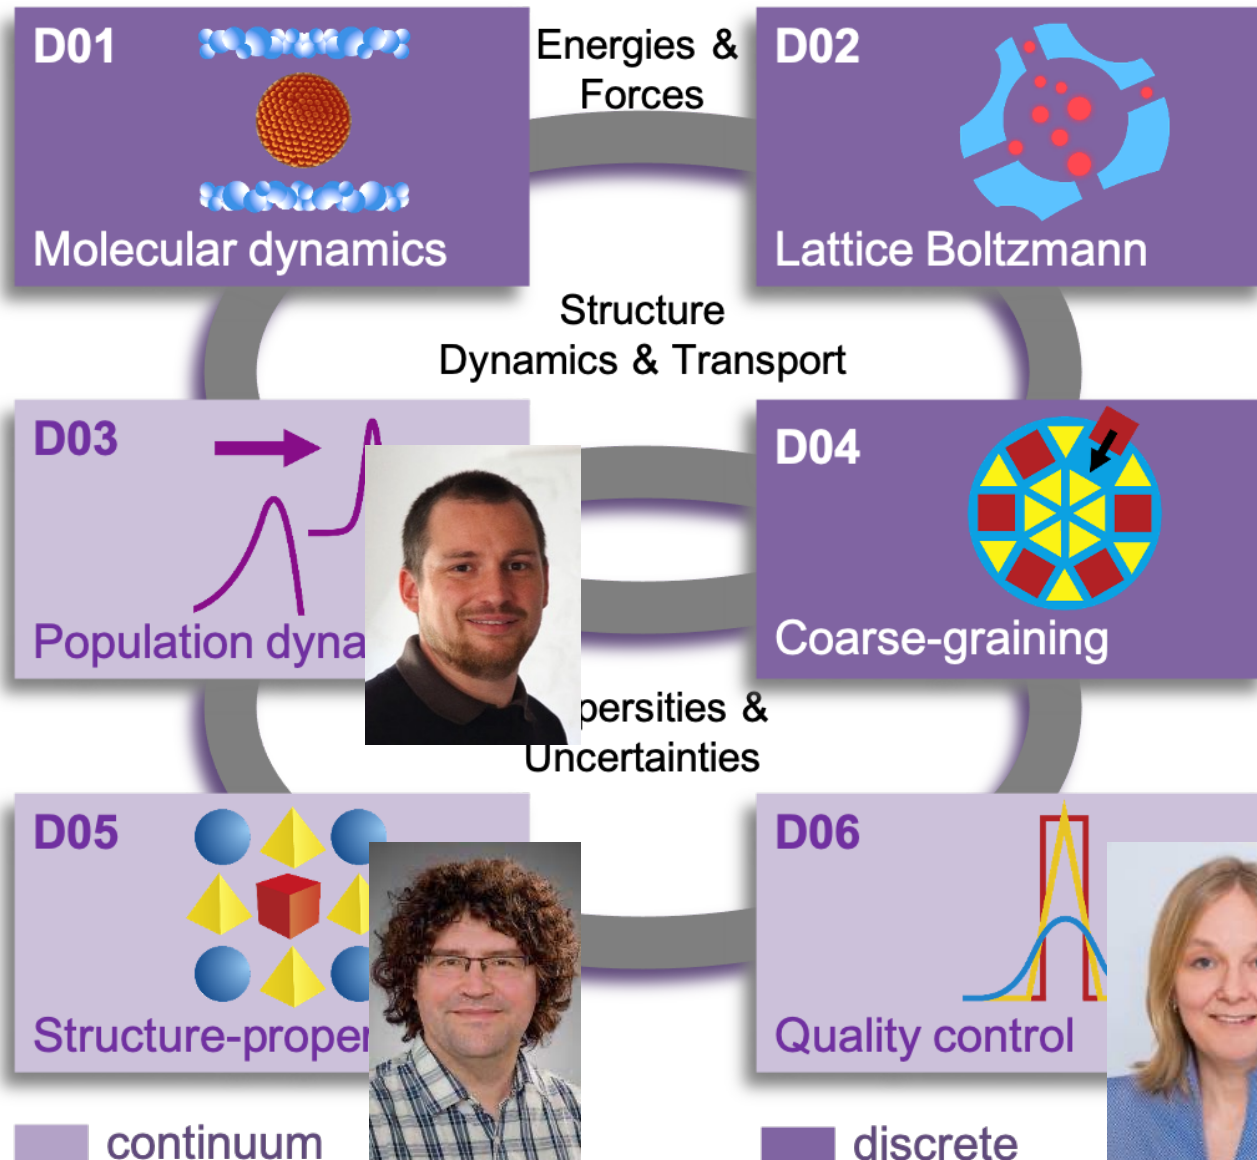 D01
Energies &
Forces
D02
Molecular dynamics
Lattice Boltzmann
Structure
Dynamics & Transport
D03
D04
Population dyna
Coarse-graining
persities &
Uncertainties
D05
D06
Structure-proper
Quality control
continuum
discrete